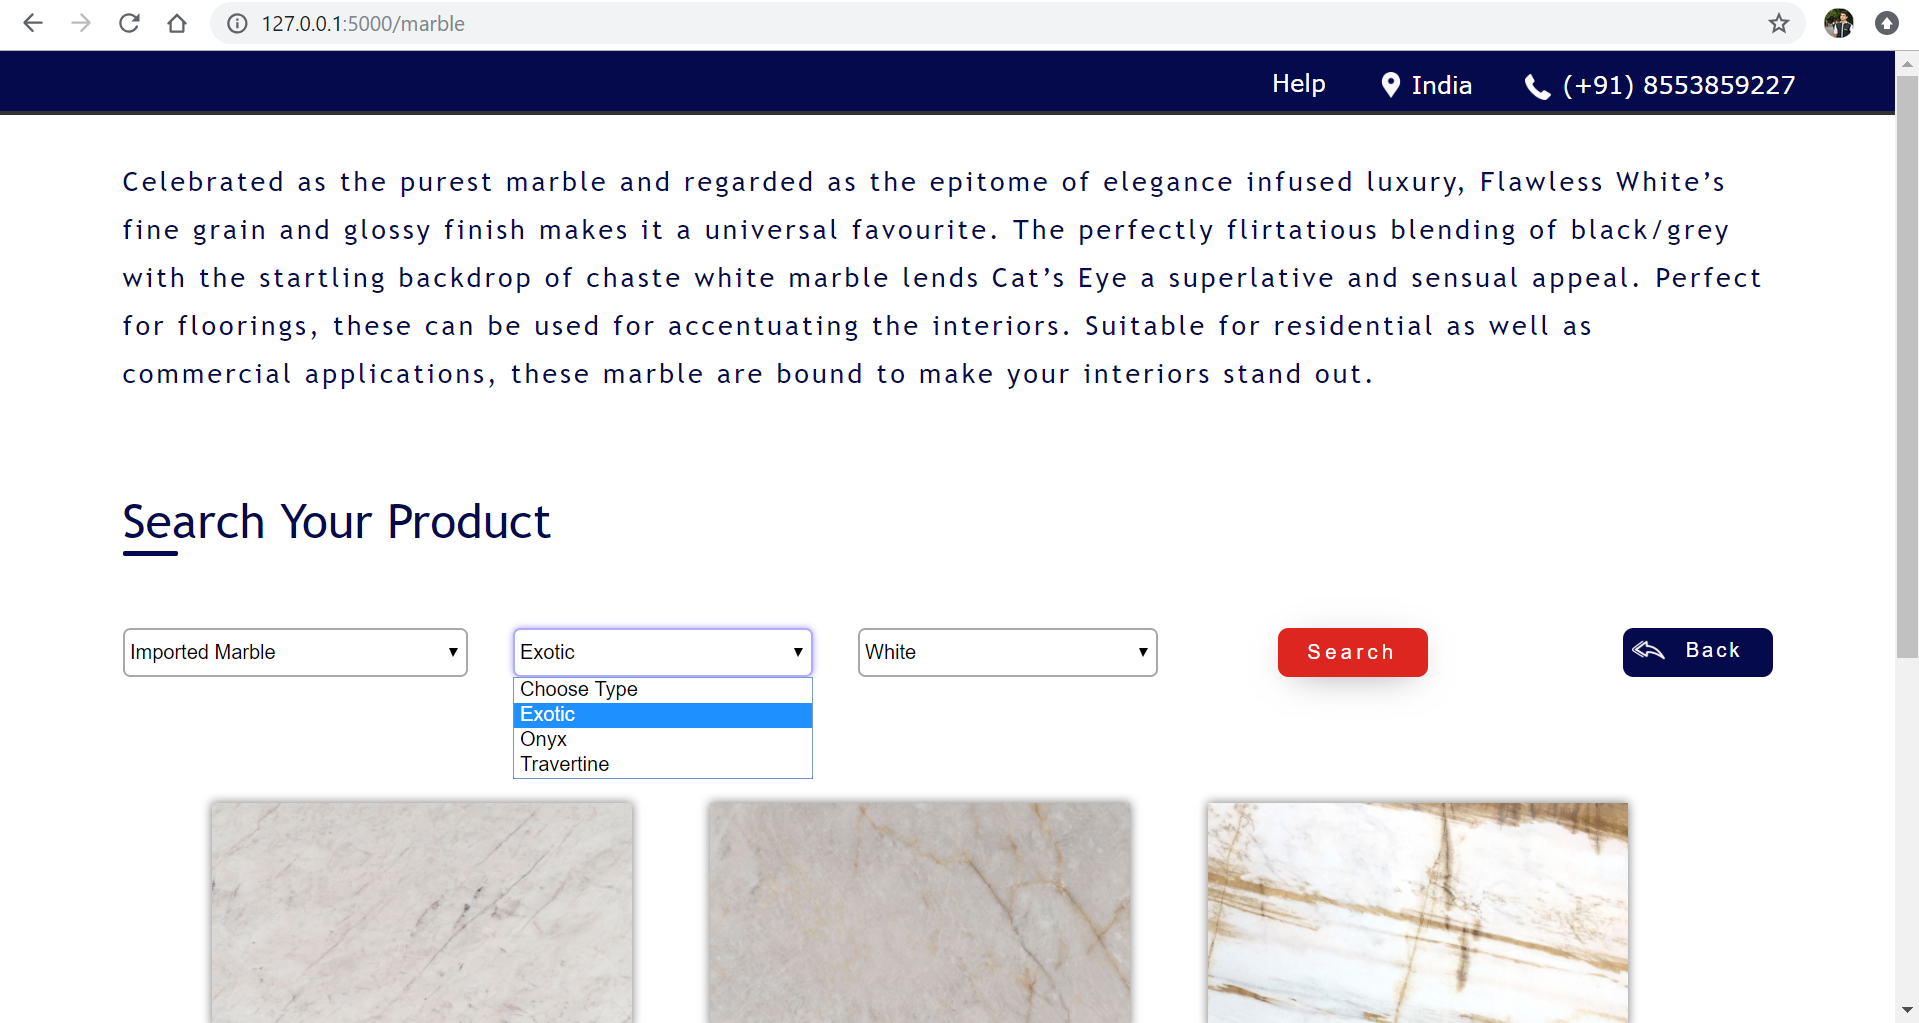 127.0.0.1:5000/marble
Help India (+91) 8553859227
Celebrated as the purest marble and regarded as the epitome of elegance infused luxury, Flawless White’s
fine grain and glossy finish makes it a universal favourite. The perfectly flirtatious blending of black/grey
with the startling backdrop of chaste white marble lends Cat’s Eye a superlative and sensual appeal. Perfect
for floorings, these can be used for accentuating the interiors. Suitable for residential as well as
commercial applications, these marble are bound to make your interiors stand out.
Search Your Product
Imported Marble Exotic White Search Back
Choose Type
Exotic
Onyx
Travertine